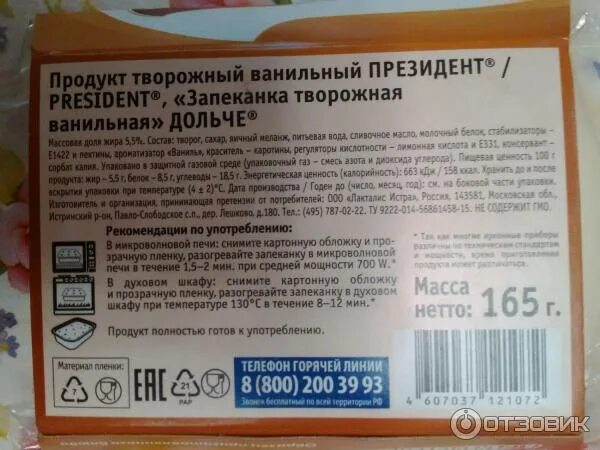 Продукт творожный ванильный ПРЕЗИДЕНТ® /
PRESIDENT®, «Запеканка творожная
ванильная» ДОЛЬЧЕ®
Массовая доля жира 5,5%. Состав: творог, сахар, яичный меланж, питьевая вода, сливочное масло, молочный белок, стабилизаторы –
Е1422 и пектины, ароматизатор «Ваниль», краситель – каротины, регуляторы кислотности – лимонная кислота и Е331, консервант –
сорбат калия. Упаковано в защитной газовой среде (упаковочный газ – смесь азота и диоксида углерода). Пищевая ценность 100 г
продукта: жир – 5,5 г, белок – 8,5 г, углеводы – 18,5 г. Энергетическая ценность (калорийность): 663 кДж / 158 ккал. Хранить до и после
вскрытия упаковки при температуре (4 ± 2)°С. Дата производства / Годен до (число, месяц, год): см. на боковой части упаковки.
Изготовитель и организация, принимающая претензии от потребителей: ООО «Лакталис Истра», Россия, 143581, Московская обл.,
Истринский р-он, Павло-Слободское с.п., дер. Лешково, д.180. Тел.: (495) 787-02-22. ТУ 9222-014-56861458-15. НЕ СОДЕРЖИТ ГМО.
Рекомендации по употреблению:
В микроволновой печи: снимите картонную обложку и про-
зрачную пленку, разогревайте запеканку в микроволновой
печи в течение 1,5–2 мин. при средней мощности 700 W.*
В духовом шкафу: снимите картонную обложку
и прозрачную пленку, разогревайте запеканку в духовом
шкафу при температуре 130°С в течение 8–12 мин.*
Продукт полностью готов к употреблению.
* Так как многие кухонные приборы
различны по техническим стандартам
и мощности, время приготовления
продукта может различаться.
Масса
нетто: 165 г.
Материал пленки:
7
EAC
21
PAP
ТЕЛЕФОН ГОРЯЧЕЙ ЛИНИИ
8 (800) 200 39 93
Звонок бесплатный по всей территории РФ
4 607037 121072
ОТЗОВИК